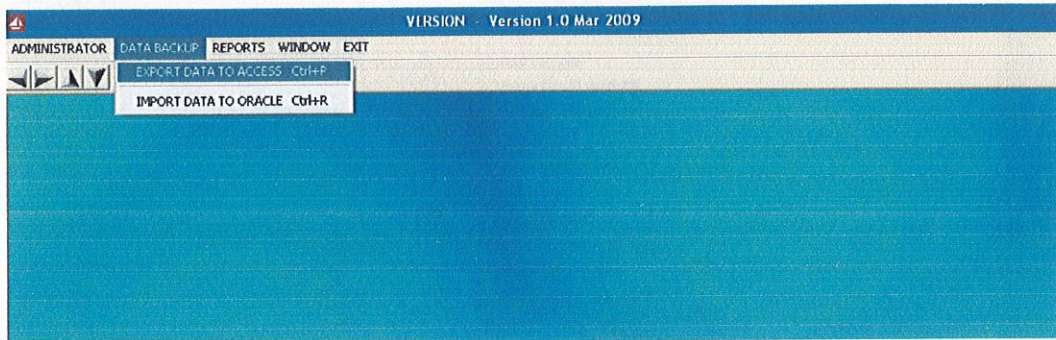 VERSION - Version 1.0 Mar 2009
ADMINISTRATOR DATA BACKUP REPORTS WINDOW EXIT
EXPORT DATA TO ACCESS Ctrl+P
IMPORT DATA TO ORACLE Ctrl+R